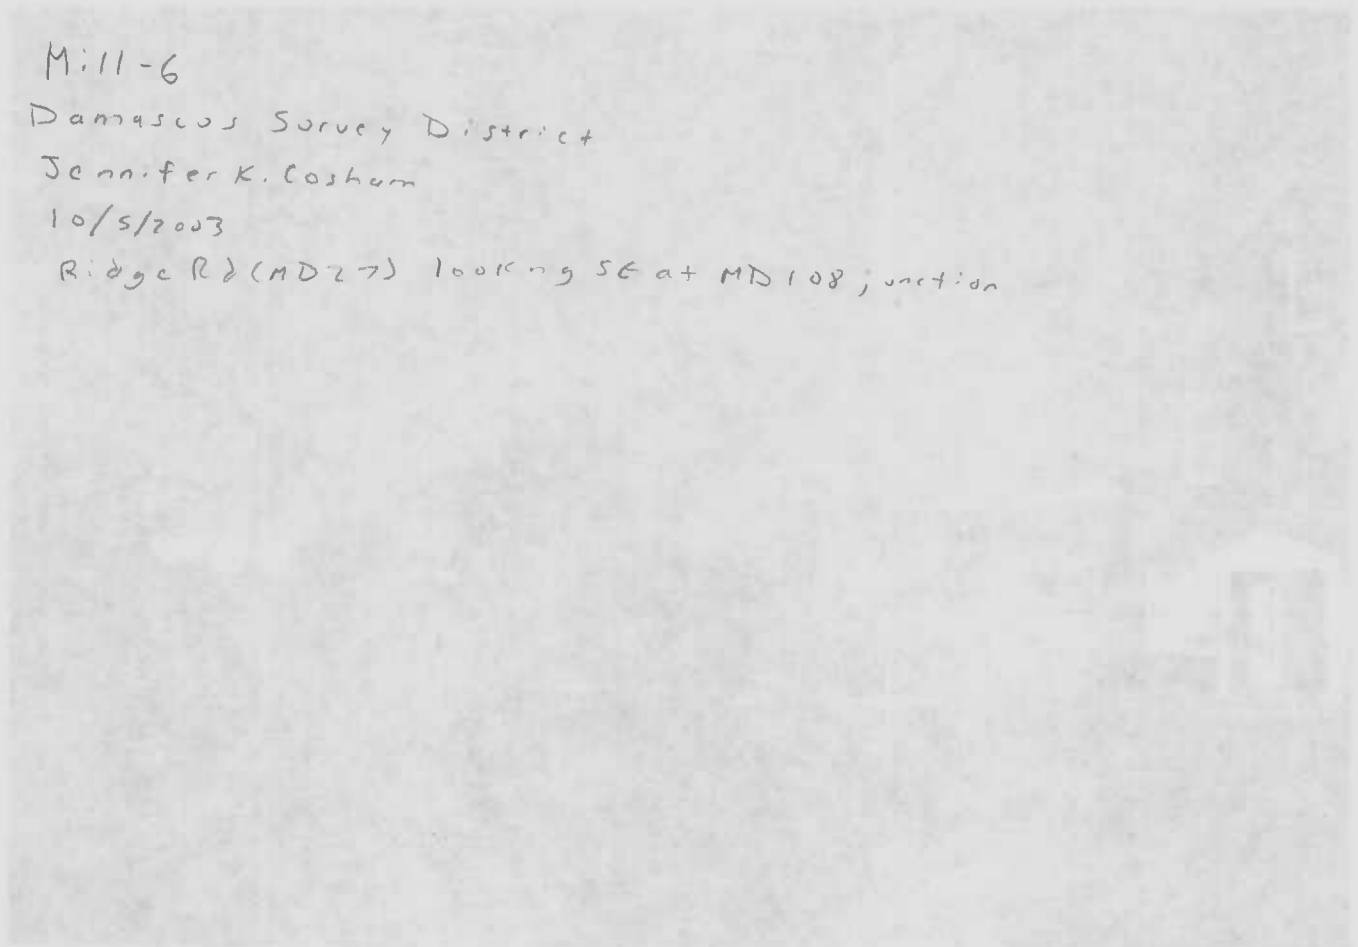 Mill-6
Damascus Survey District
Jennifer K. Cosham
10/5/2003
Ridge Rd (MD27) looking SE at MD108 junction